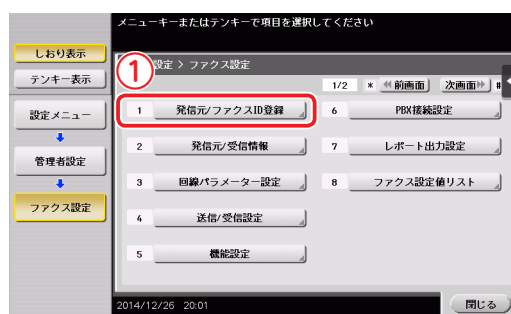 メニューキーまたはテンキーで項目を選択してくださ
しおり表示
テンキー表示
設定メニュー
管理者設定
ファクス設定
①
設定 > ファクス設定
1/2 * 前画面 次画面 #
1 発信元/ファクスID登録
2 発信元/受信情報
3 回線パラメーター設定
4 送信/受信設定
5 機能設定
6 PBX接続設定
7 レポート出力設定
8 ファクス設定値リスト
2014/12/26 20:01
閉じる